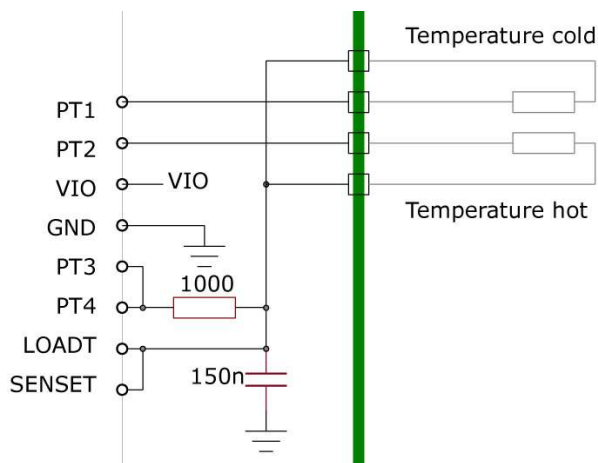 Temperature cold
PT1
PT2
VIO
VIO
Temperature hot
GND
PT3
1000
PT4
LOADT
150n
SENSET